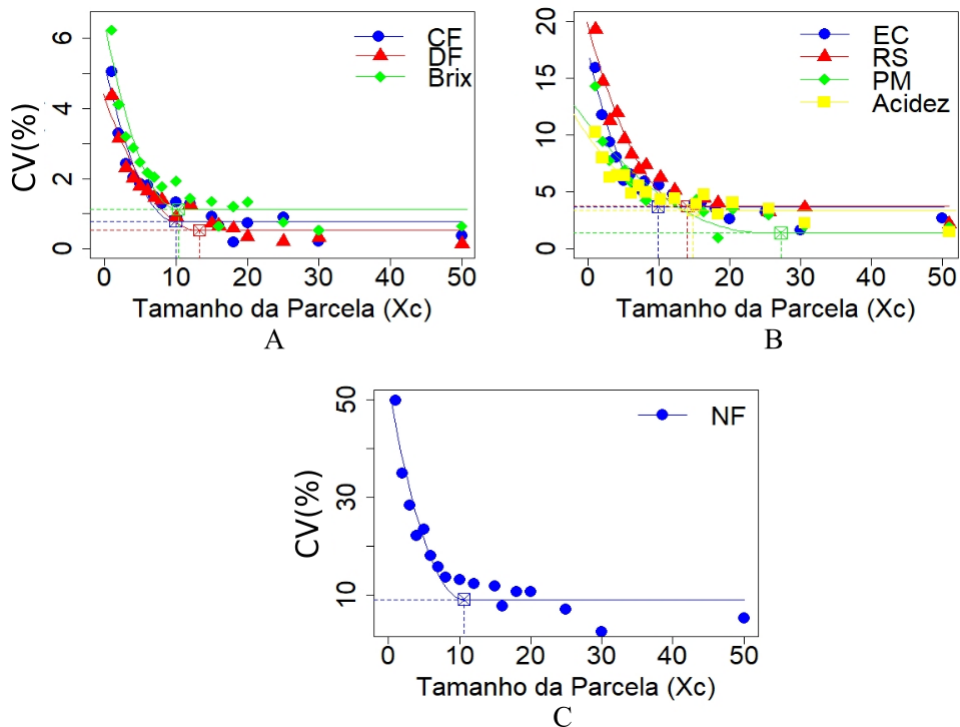 CV(%)
6
4
2
0
CF
DF
Brix
0 10 20 30 40 50
Tamanho da Parcela (Xc)
A
CV(%)
20
15
10
5
0
EC
RS
PM
Acidez
0 10 20 30 40 50
Tamanho da Parcela (Xc)
B
CV(%)
50
30
10
NF
0 10 20 30 40 50
Tamanho da Parcela (Xc)
C